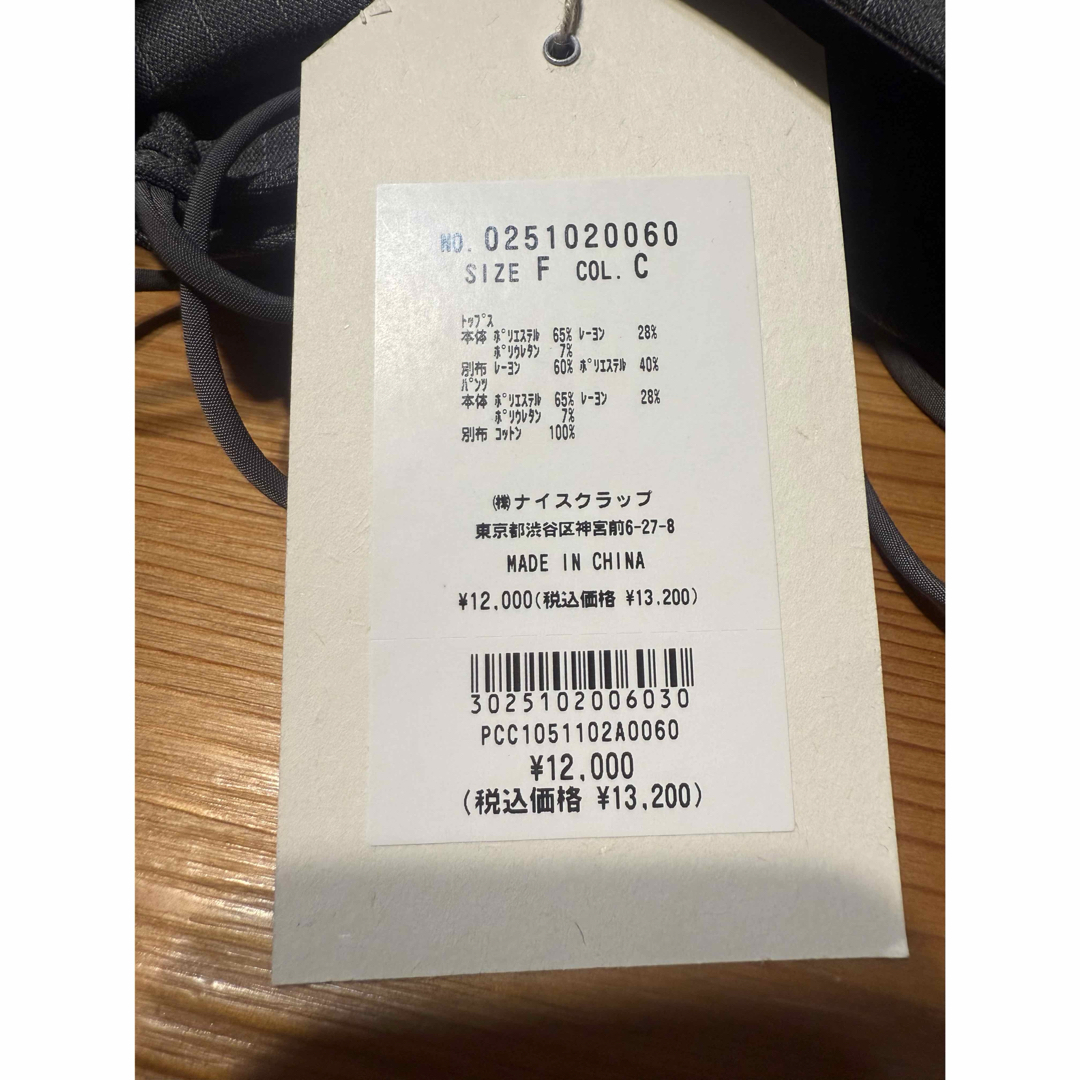 NO. 0251020060
SIZE F COL. C
ﾄｯﾌﾟｽ
本体 ﾎﾟﾘｴｽﾃﾙ 65% ﾚｰﾖﾝ 28%
ﾎﾟﾘｳﾚﾀﾝ 7%
別布 ﾚｰﾖﾝ 60% ﾎﾟﾘｴｽﾃﾙ 40%
ﾊﾟﾝﾂ
本体 ﾎﾟﾘｴｽﾃﾙ 65% ﾚｰﾖﾝ 28%
ﾎﾟﾘｳﾚﾀﾝ 7%
別布 ｺｯﾄﾝ 100%
㈱ナイスクラップ
東京都渋谷区神宮前6-27-8
MADE IN CHINA
¥12,000(税込価格 ¥13,200)
3025102006030
PCC1051102A0060
¥12,000
(税込価格 ¥13,200)